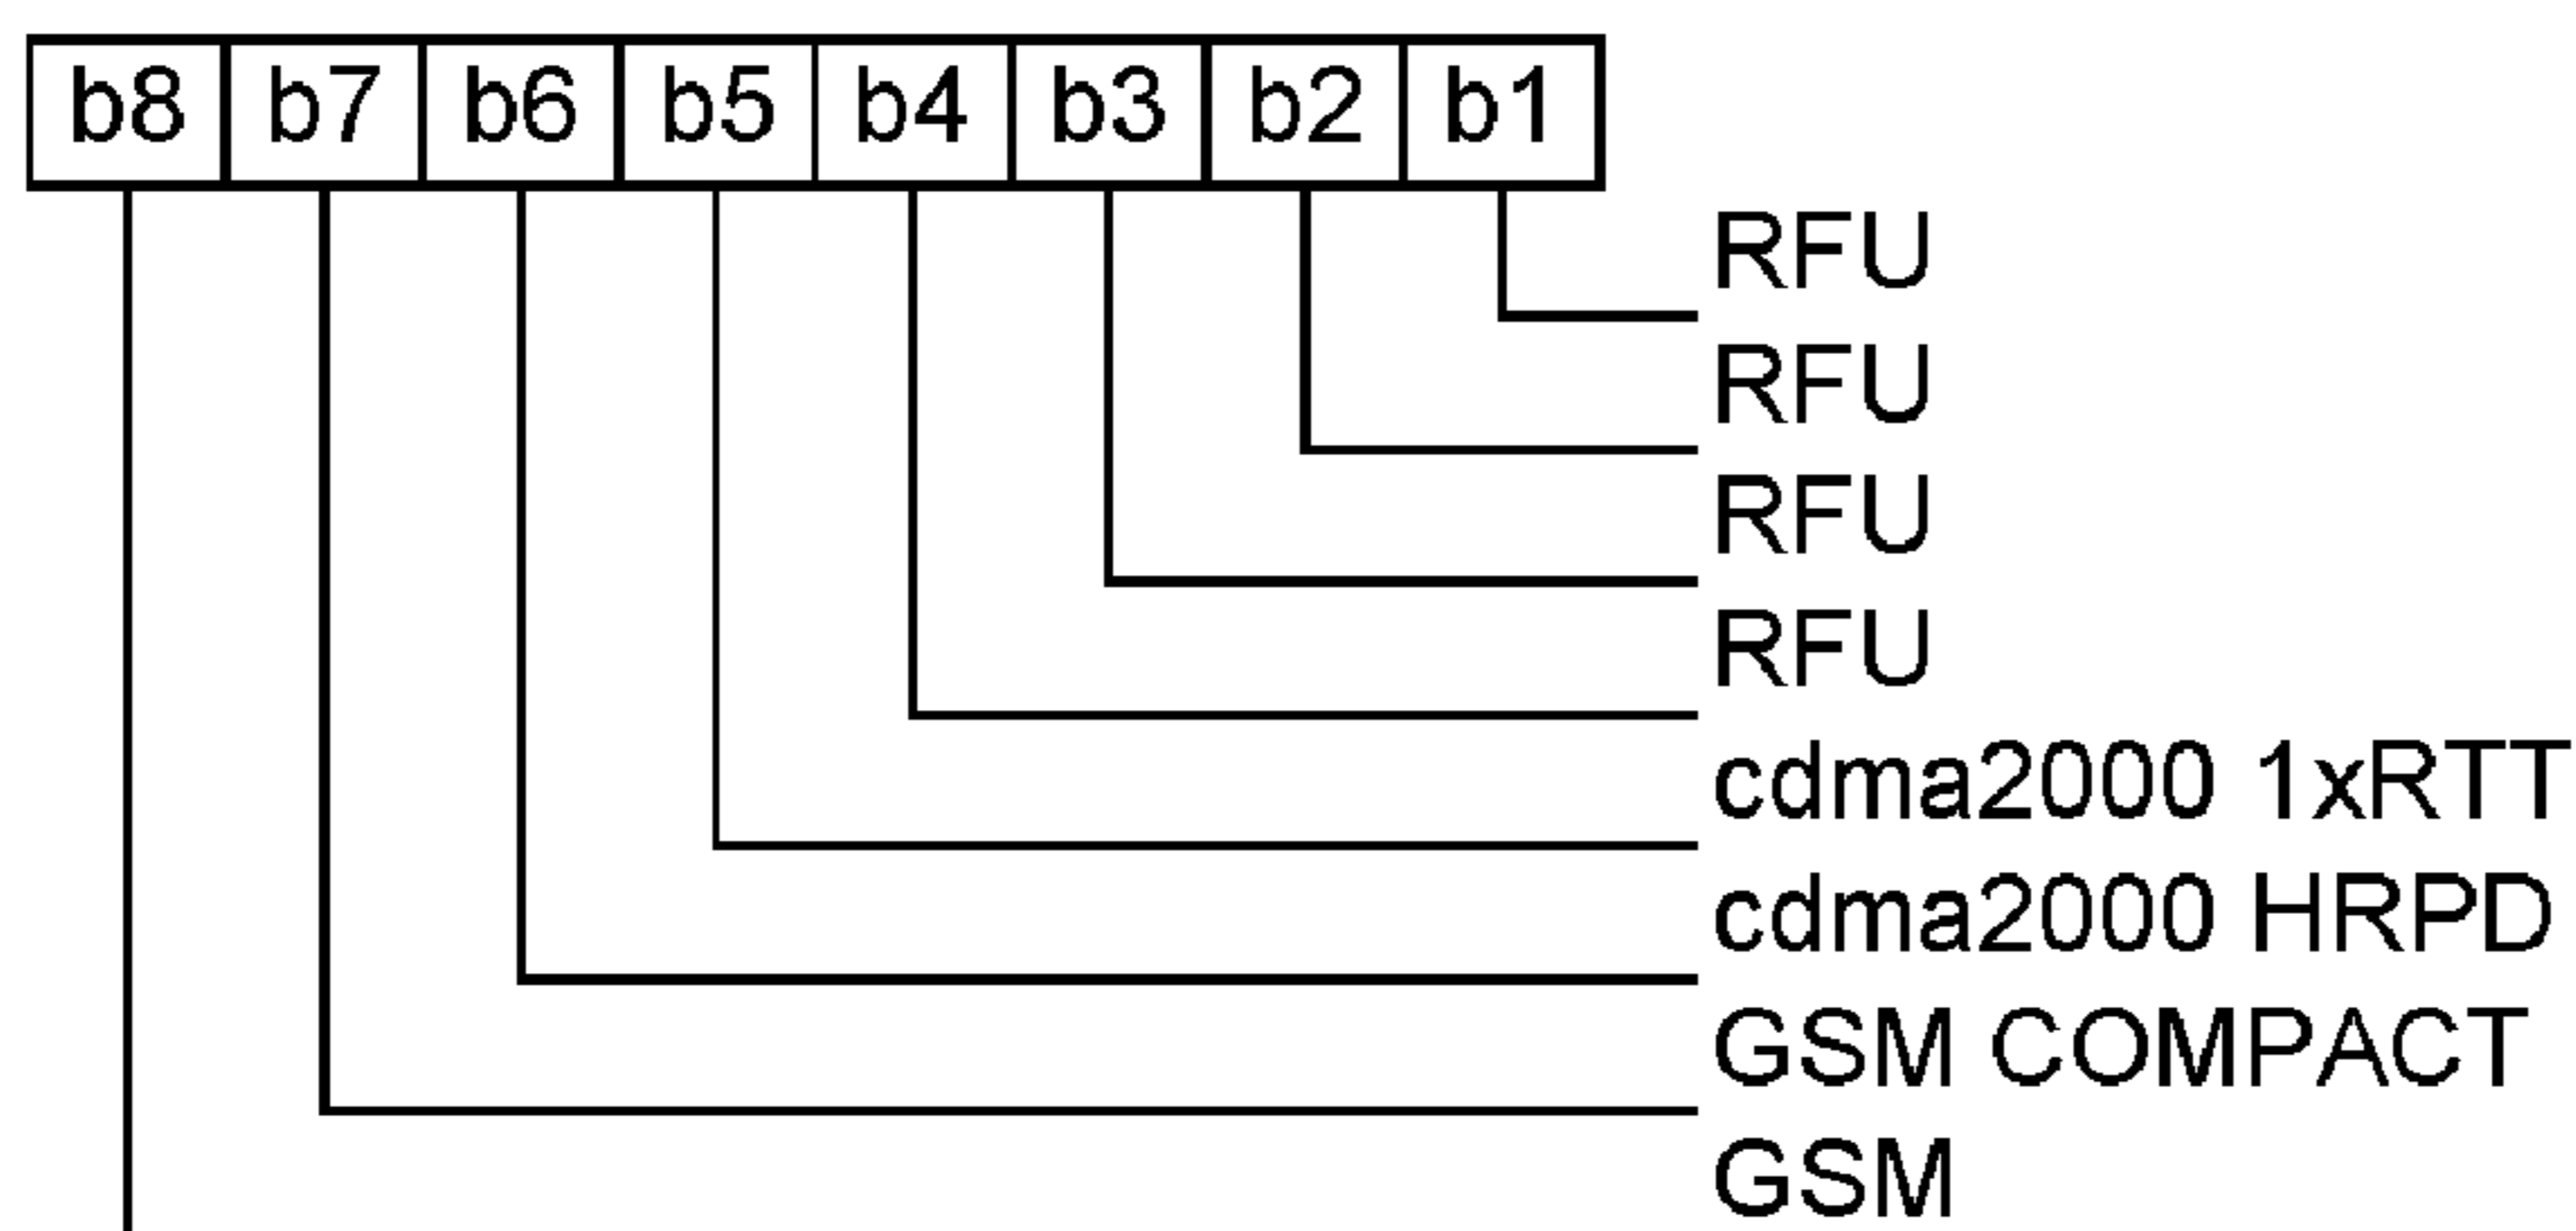 b8 b7 b6 b5 b4 b3 b2 b1
RFU
RFU
RFU
RFU
cdma2000 1xRTT
cdma2000 HRPD
GSM COMPACT
GSM